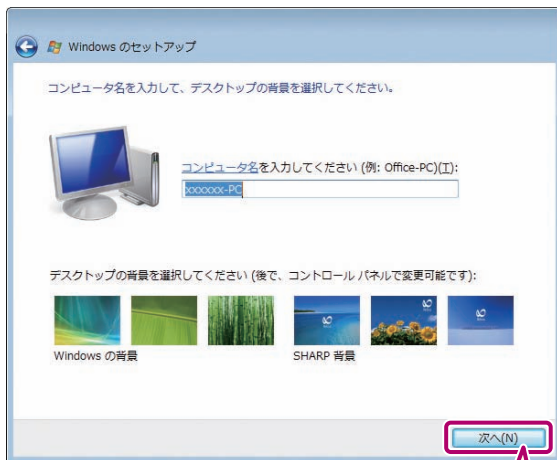 Windows のセットアップ
コンピュータ名を入力して、デスクトップの背景を選択してください。
コンピュータ名を入力してください (例: Office-PC)(T):
xxxxxx-PC
デスクトップの背景を選択してください (後で、コントロール パネルで変更可能です):
Windows の背景
SHARP 背景
次へ(N)